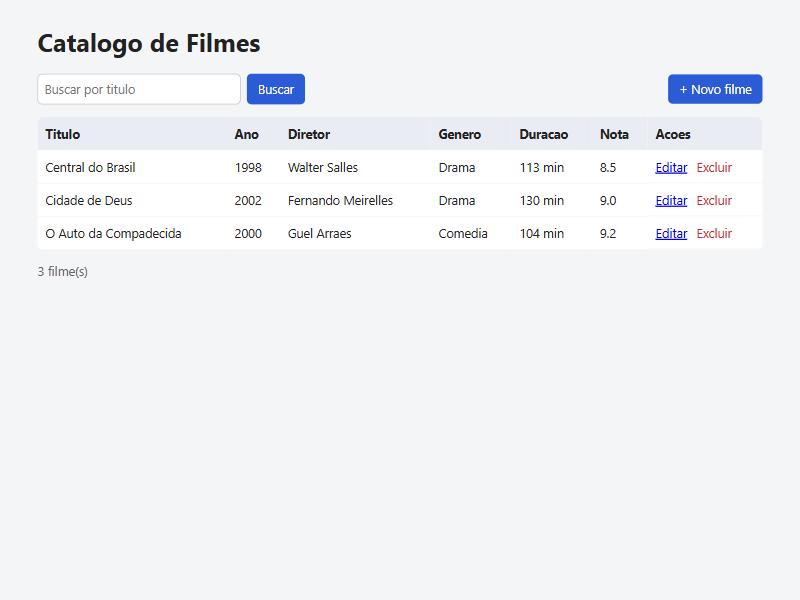 Catalogo de Filmes
Buscar por titulo Buscar + Novo filme
Titulo Ano Diretor Genero Duracao Nota Acoes
Central do Brasil 1998 Walter Salles Drama 113 min 8.5 Editar Excluir
Cidade de Deus 2002 Fernando Meirelles Drama 130 min 9.0 Editar Excluir
O Auto da Compadecida 2000 Guel Arraes Comedia 104 min 9.2 Editar Excluir
3 filme(s)